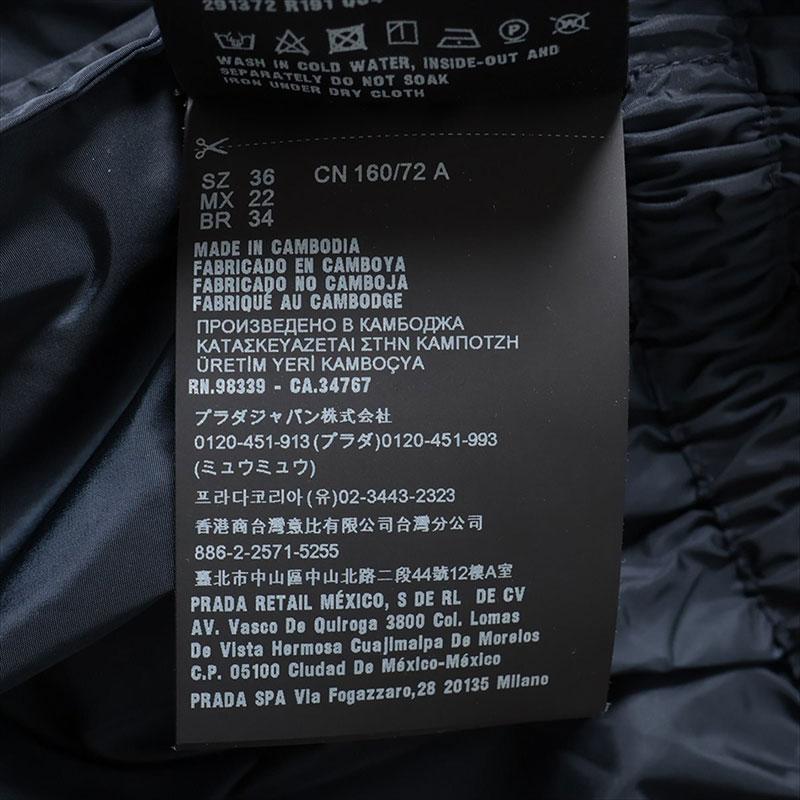 291372 R191
WASH IN COLD WATER, INSIDE-OUT AND
SEPARATELY DO NOT SOAK
IRON UNDER DRY CLOTH
SZ 36 CN 160/72 A
MX 22
BR 34
MADE IN CAMBODIA
FABRICADO EN CAMBOYA
FABRICADO NO CAMBOJA
FABRIQUÉ AU CAMBODGE
ПРОИЗВЕДЕНО В КАМБОДЖА
ΚΑΤΑΣΚΕΥΑΖΕΤΑΙ ΣΤΗΝ ΚΑΜΠΟΤΖΗ
ÜRETİM YERİ KAMBOÇYA
RN.98339 - CA.34767
プラダジャパン株式会社
0120-451-913(プラダ)0120-451-993
(ミュウミュウ)
프라다코리아(유)02-3443-2323
香港商台灣意比有限公司台灣分公司
886-2-2571-5255
臺北市中山區中山北路二段44號12樓A室
PRADA RETAIL MÉXICO, S DE RL DE CV
AV. Vasco De Quiroga 3800 Col. Lomas
De Vista Hermosa Cuajimalpa De Morelos
C.P. 05100 Ciudad De México-México
PRADA SPA Via Fogazzaro,28 20135 Milano